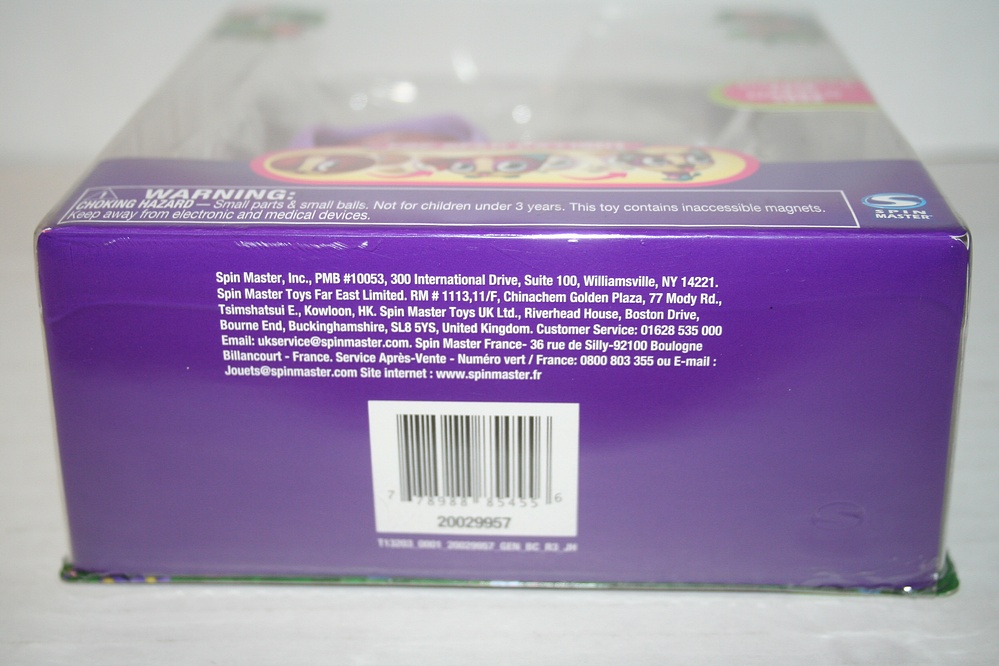 WARNING:
CHOKING HAZARD — Small parts & small balls. Not for children under 3 years. This toy contains inaccessible magnets.
Keep away from electronic and medical devices.
SPIN
MASTER™
Spin Master, Inc., PMB #10053, 300 International Drive, Suite 100, Williamsville, NY 14221.
Spin Master Toys Far East Limited. RM # 1113,11/F, Chinachem Golden Plaza, 77 Mody Rd.,
Tsimshatsui E., Kowloon, HK. Spin Master Toys UK Ltd., Riverhead House, Boston Drive,
Bourne End, Buckinghamshire, SL8 5YS, United Kingdom. Customer Service: 01628 535 000
Email: ukservice@spinmaster.com. Spin Master France- 36 rue de Silly-92100 Boulogne
Billancourt - France. Service Après-Vente - Numéro vert / France: 0800 803 355 ou E-mail :
Jouets@spinmaster.com Site internet : www.spinmaster.fr
7 78988 85455 6
20029957
T13203_0001_20029957_GEN_BC_R3_JH